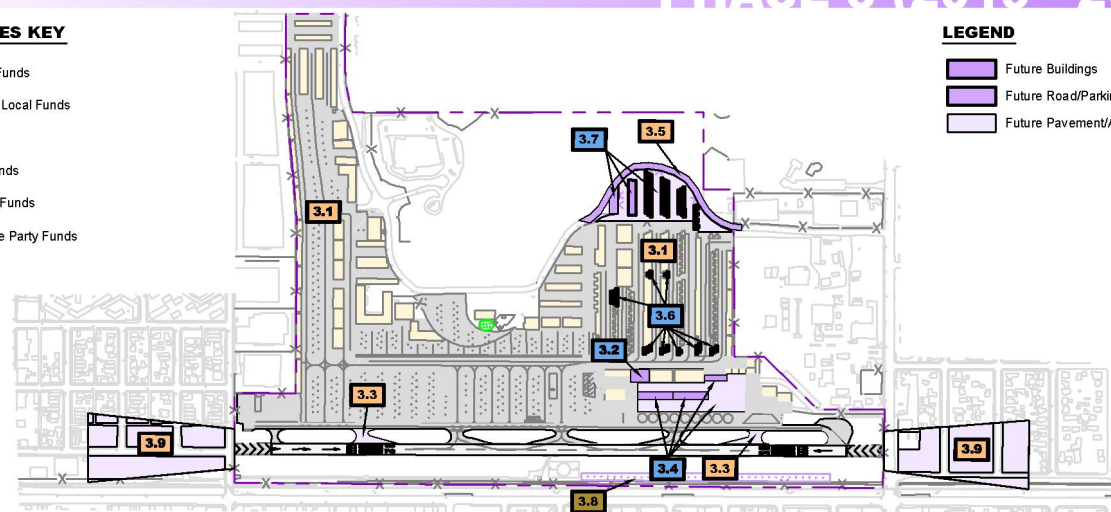 ES KEY
LEGEND
Funds
Local Funds
nds
Funds
e Party Funds
Future Buildings
Future Road/Parkin
Future Pavement/A
3.7
3.5
3.1
3.1
3.6
3.2
3.3
3.9
3.9
3.4
3.3
3.8